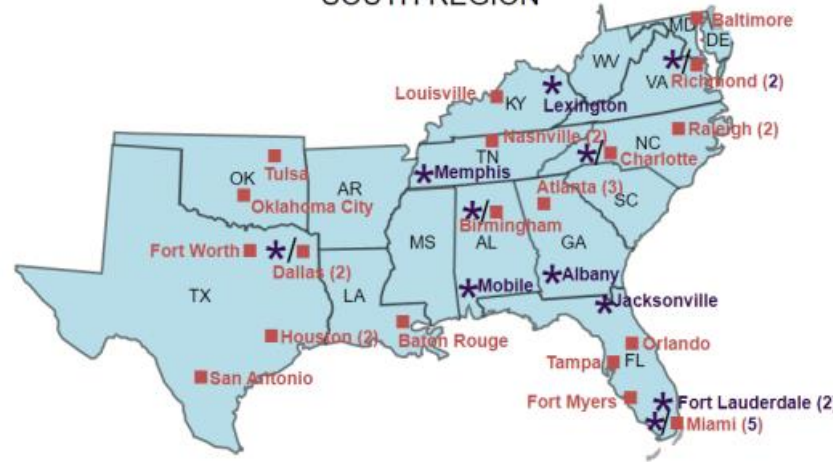 SOUTH REGION
MD
Baltimore
DE
WV
*/
VA
Richmond (2)
Louisville
KY
*
Lexington
Nashville (2)
NC
Raleigh (2)
TN
*/
Charlotte
*Memphis
Tulsa
OK
AR
Oklahoma City
Atlanta (3)
SC
*/
Birmingham
MS
AL
GA
Fort Worth
*/
Dallas (2)
TX
LA
*Mobile
*Albany
*Jacksonville
Houston (2)
Baton Rouge
Orlando
Tampa
FL
San Antonio
Fort Myers
*Fort Lauderdale (2
*/
Miami (5)